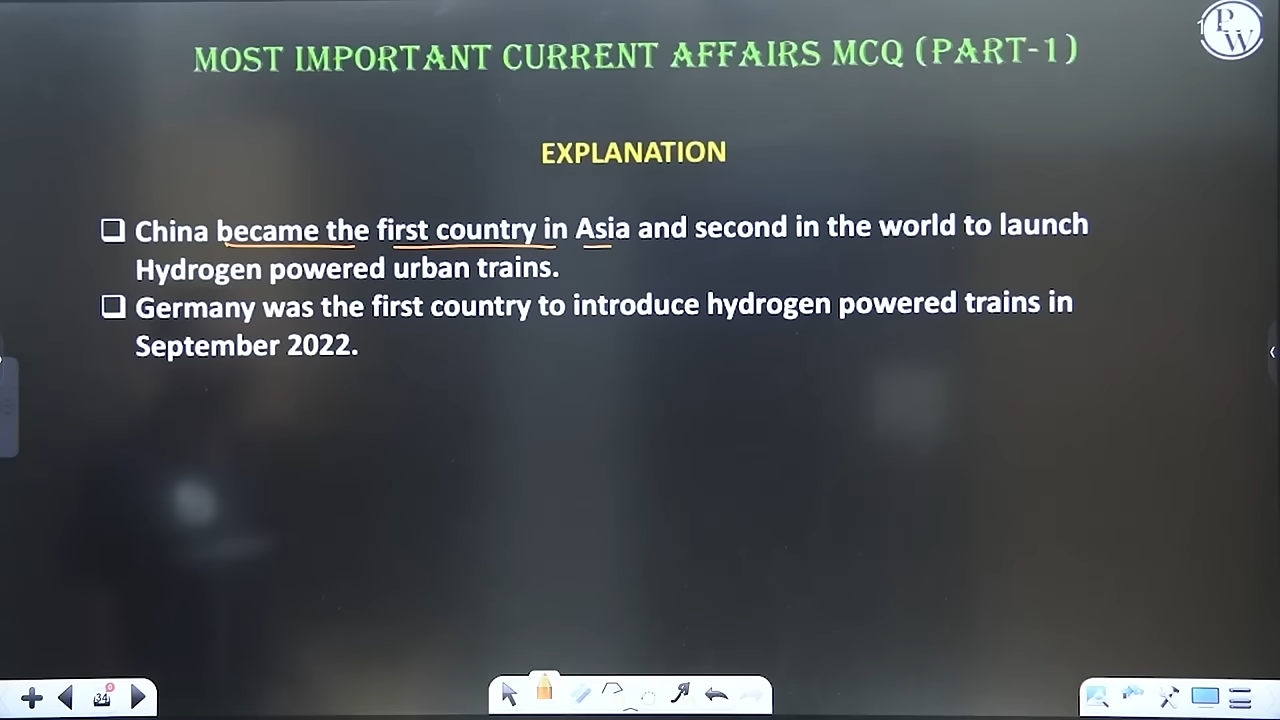 MOST IMPORTANT CURRENT AFFAIRS MCQ (PART-1)
PW
EXPLANATION
China became the first country in Asia and second in the world to launch
Hydrogen powered urban trains.
Germany was the first country to introduce hydrogen powered trains in
September 2022.
34